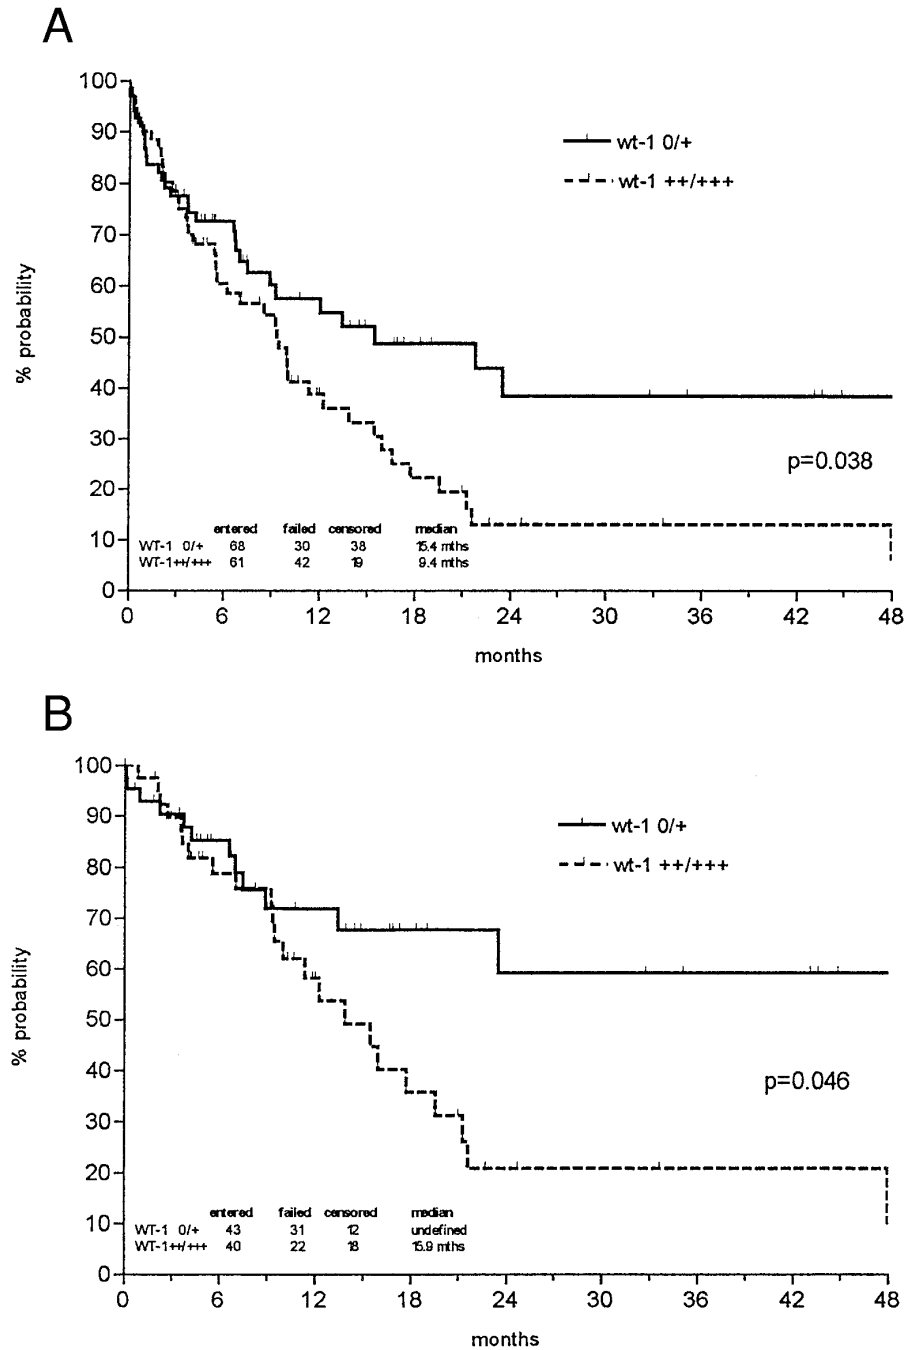 A
100
90
80
70
60
50
40
30
20
10
0
% probability
wt-1 0/+
wt-1 ++/+++
p=0.038
entered failed censored median
WT-1 0/+ 68 30 38 15.4 mths
WT-1++/+++ 61 42 19 9.4 mths
0 6 12 18 24 30 36 42 48
months
B
100
90
80
70
60
50
40
30
20
10
0
% probability
wt-1 0/+
wt-1 ++/+++
p=0.046
entered failed censored median
WT-1 0/+ 43 31 12 undefined
WT-1++/+++ 40 22 18 15.9 mths
0 6 12 18 24 30 36 42 48
months